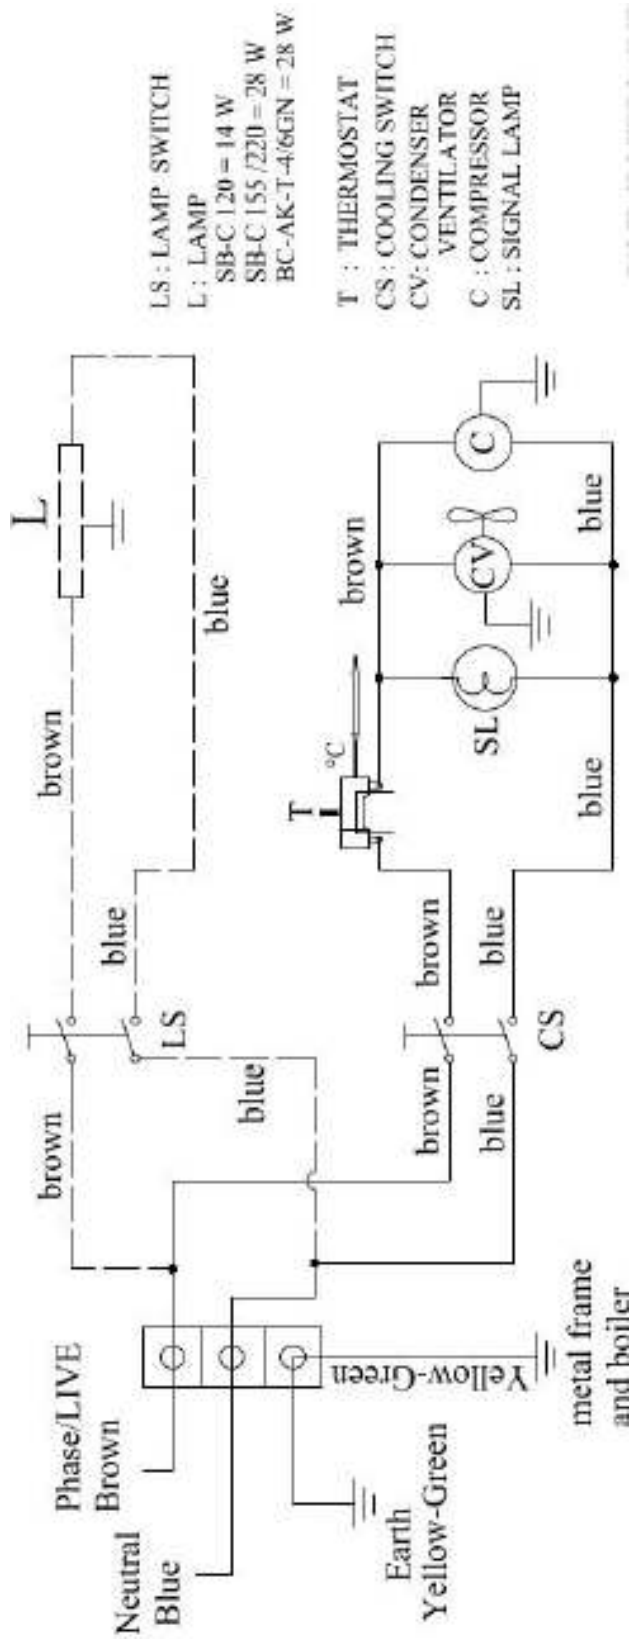 Phase/LIVE
Brown
Neutral
Blue
Earth
Yellow-Green
Yellow-Green
metal frame
and boiler
brown
blue
LS
brown
blue
blue
L
brown
blue
brown
blue
CS
T
°C
brown
SL
CV
C
blue
blue
LS : LAMP SWITCH
L : LAMP
SB-C 120 = 14 W
SB-C 155 /220 = 28 W
BC-AK-T-4/6GN = 28 W
T : THERMOSTAT
CS : COOLING SWITCH
CV: CONDENSER
VENTILATOR
C : COMPRESSOR
SL : SIGNAL LAMP